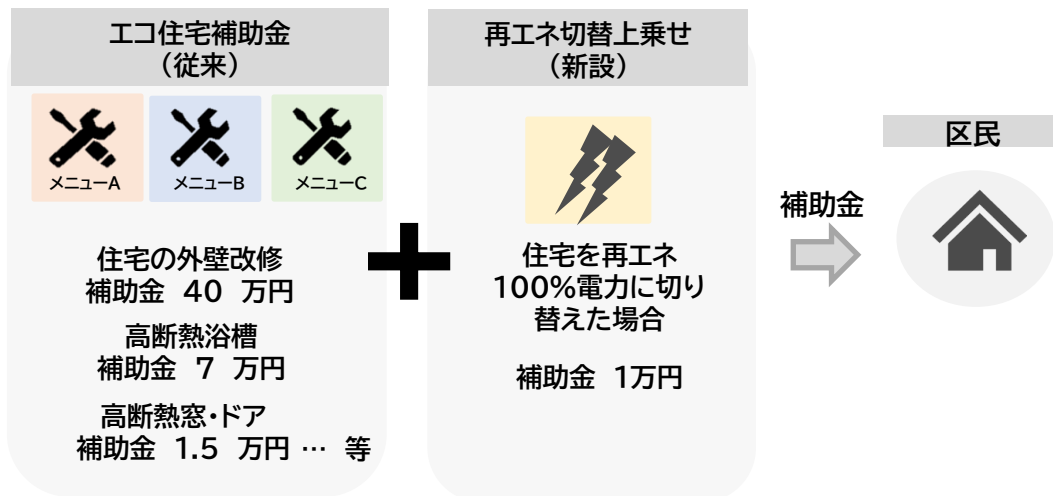 エコ住宅補助金
（従来）
メニューA
メニューB
メニューC
住宅の外壁改修
補助金 40 万円
高断熱浴槽
補助金 7 万円
高断熱窓・ドア
補助金 1.5 万円 … 等
再エネ切替上乗せ
（新設）
住宅を再エネ
100%電力に切り
替えた場合
補助金 1万円
補助金
区民